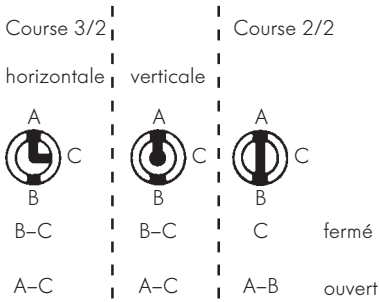 Course 3/2 Course 2/2
horizontale verticale
A A A
C C C
B B B
B–C B–C C fermé
A–C A–C A–B ouvert